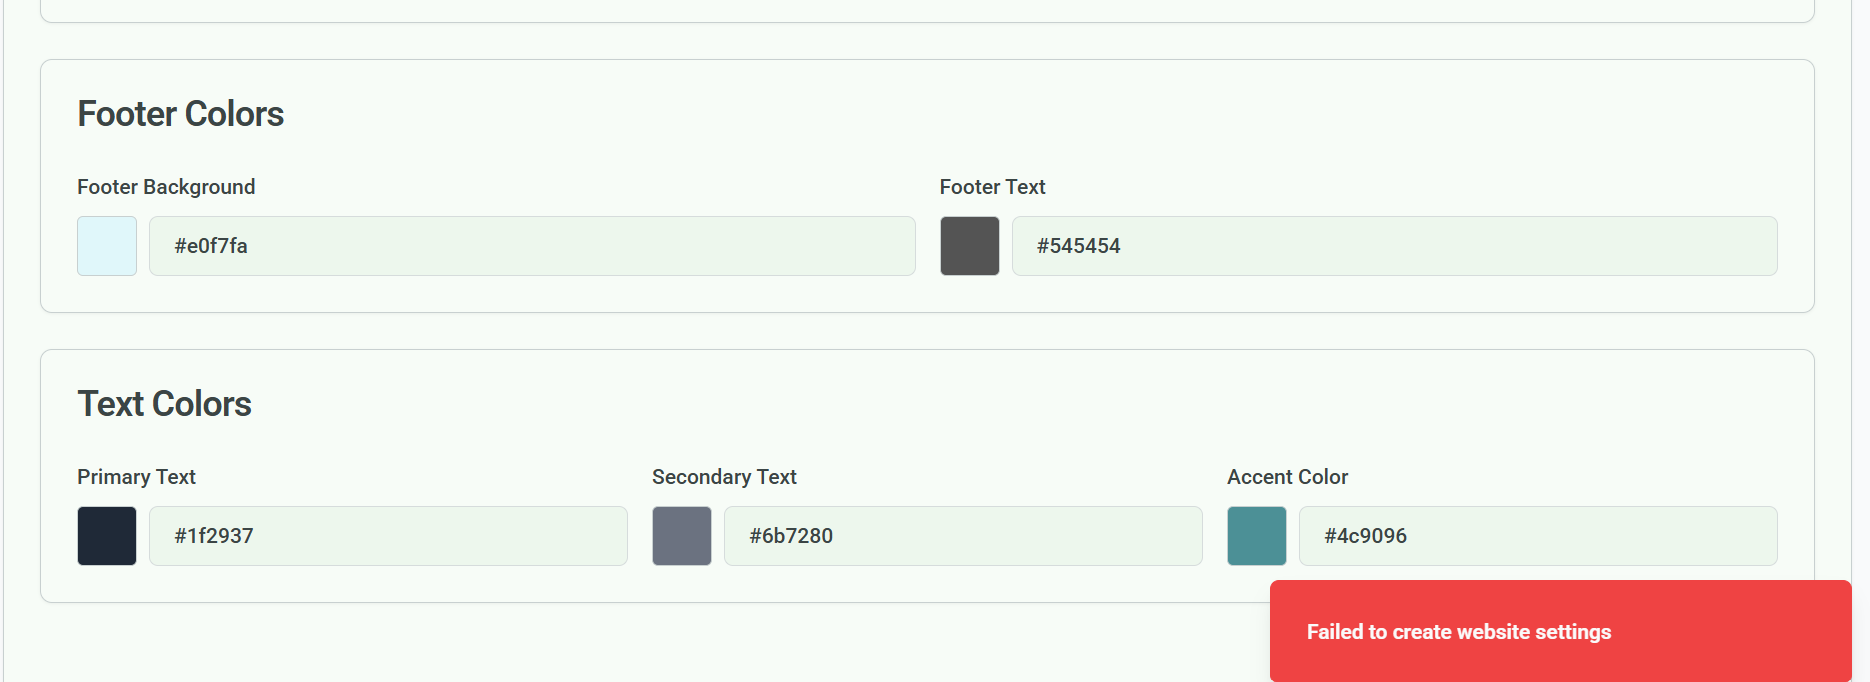 Footer Colors
Footer Background
Footer Text
#e0f7fa
#545454
Text Colors
Primary Text
Secondary Text
Accent Color
#1f2937
#6b7280
#4c9096
Failed to create website settings